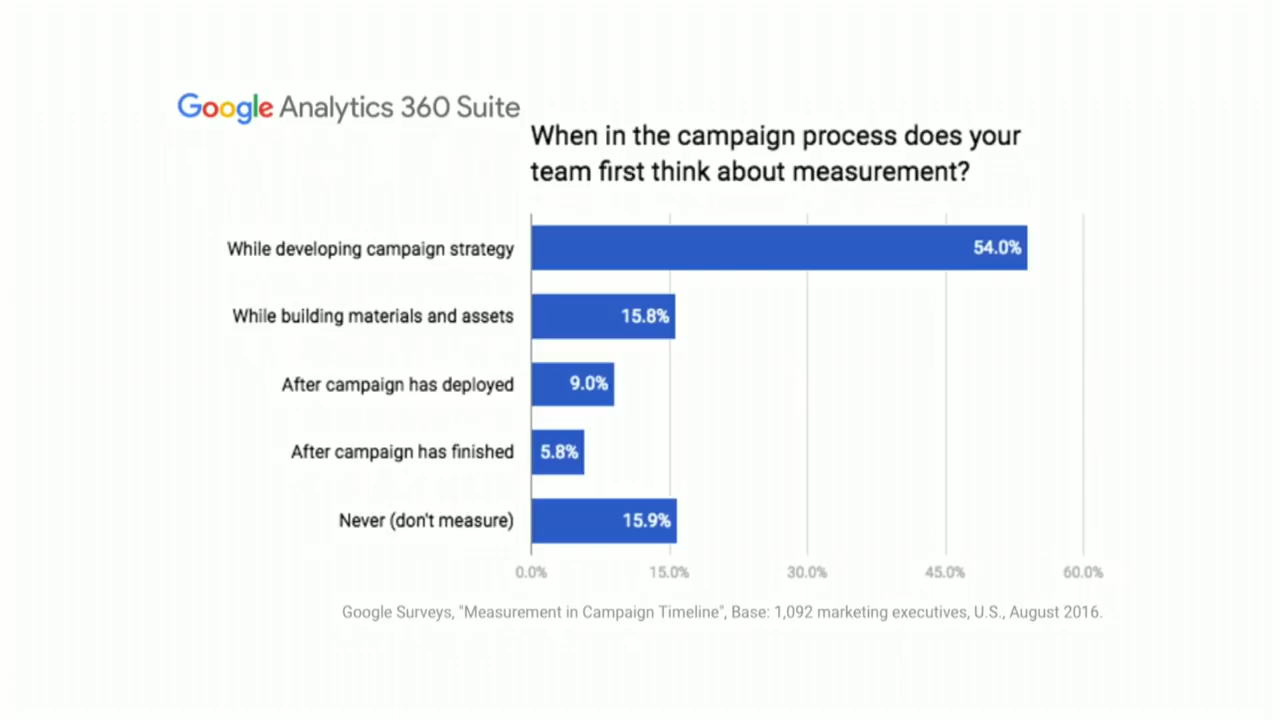 Google Analytics 360 Suite
When in the campaign process does your
team first think about measurement?
While developing campaign strategy
54.0%
While building materials and assets
15.8%
After campaign has deployed
9.0%
After campaign has finished
5.8%
Never (don't measure)
15.9%
0.0% 15.0% 30.0% 45.0% 60.0%
Google Surveys, "Measurement in Campaign Timeline", Base: 1,092 marketing executives, U.S., August 2016.